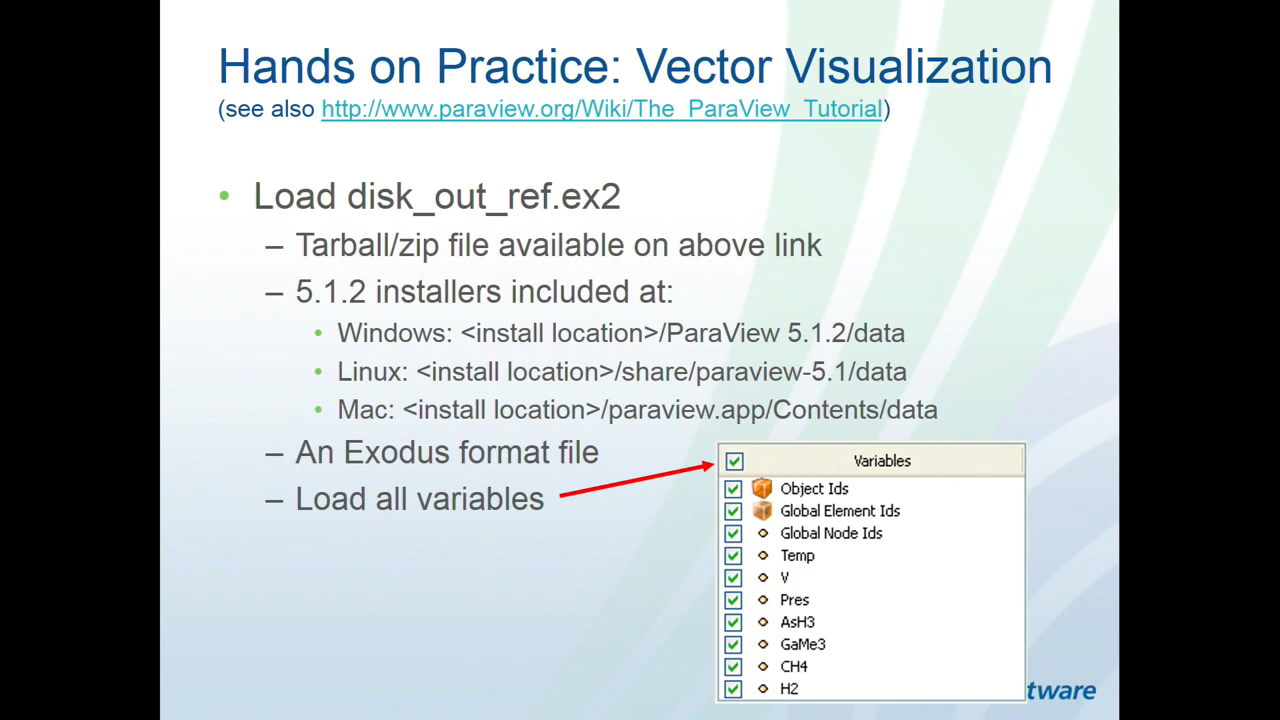 Hands on Practice: Vector Visualization
(see also http://www.paraview.org/Wiki/The_ParaView_Tutorial)
• Load disk_out_ref.ex2
– Tarball/zip file available on above link
– 5.1.2 installers included at:
• Windows: <install location>/ParaView 5.1.2/data
• Linux: <install location>/share/paraview-5.1/data
• Mac: <install location>/paraview.app/Contents/data
– An Exodus format file
– Load all variables
Variables
Object Ids
Global Element Ids
Global Node Ids
Temp
V
Pres
AsH3
GaMe3
CH4
H2
tware